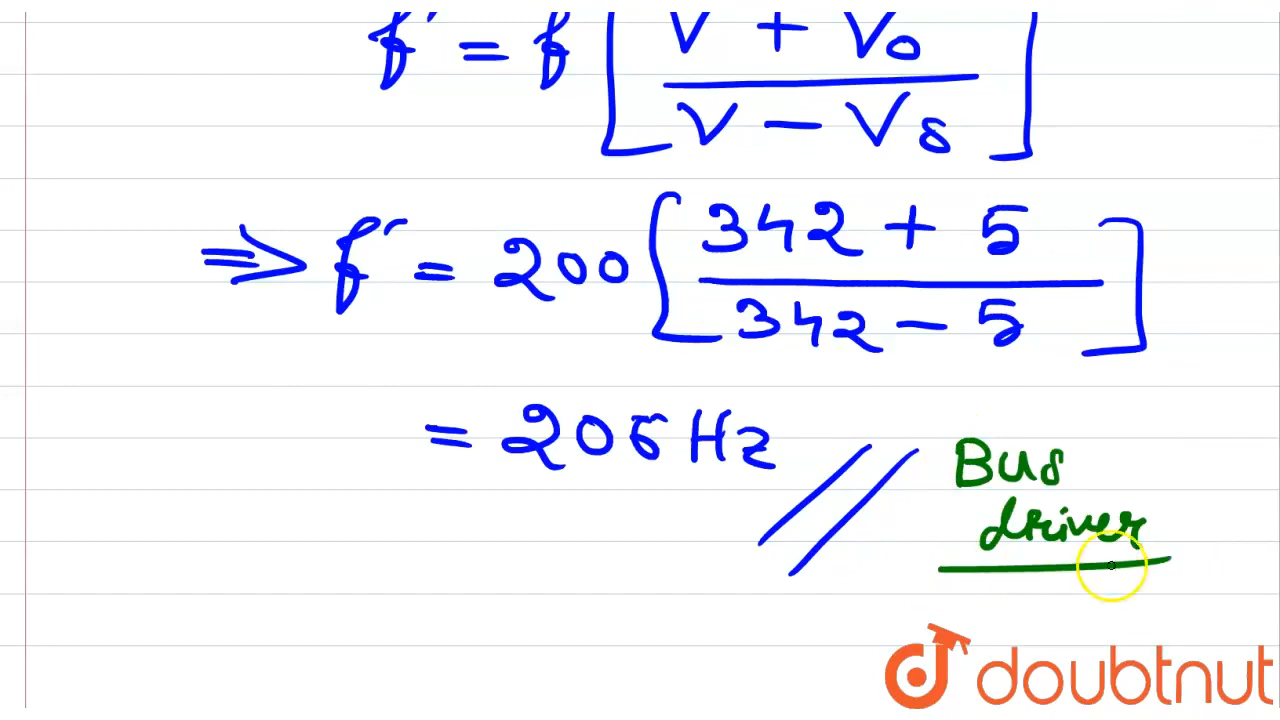 f' = f [ V + V₀ / V - Vₛ ]
⇒ f' = 200 [ 342 + 5 / 342 - 5 ]
= 206 Hz
Bus
driver
doubtnut